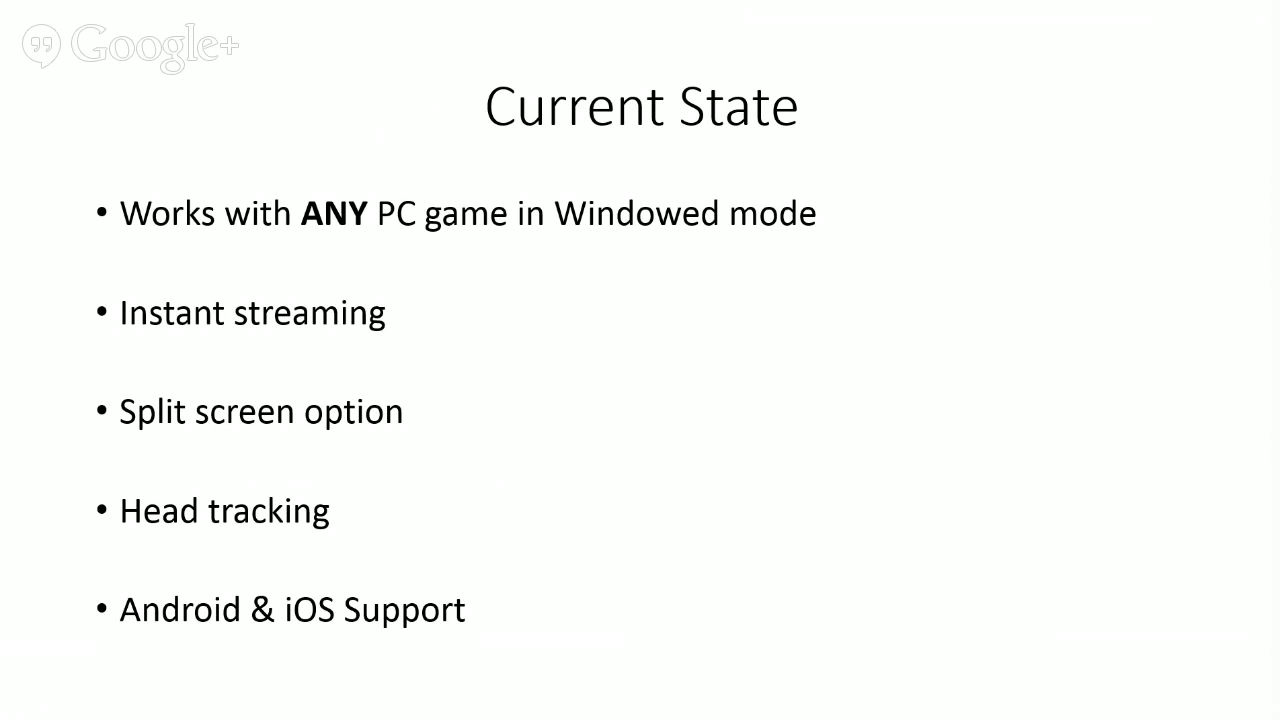 Google+
Current State
• Works with ANY PC game in Windowed mode
• Instant streaming
• Split screen option
• Head tracking
• Android & iOS Support